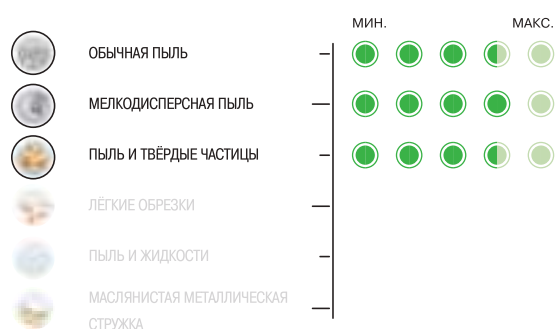 МИН. МАКС.
ОБЫЧНАЯ ПЫЛЬ
МЕЛКОДИСПЕРСНАЯ ПЫЛЬ
ПЫЛЬ И ТВЁРДЫЕ ЧАСТИЦЫ
ЛЁГКИЕ ОБРЕЗКИ
ПЫЛЬ И ЖИДКОСТИ
МАСЛЯНИСТАЯ МЕТАЛЛИЧЕСКАЯ
СТРУЖКА